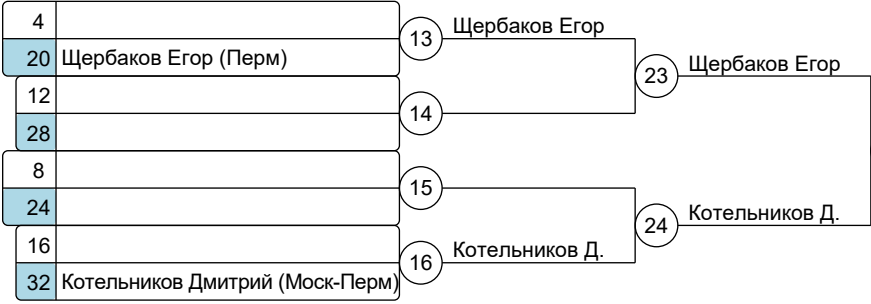 4
13 Щербаков Егор
20 Щербаков Егор (Перм)
23 Щербаков Егор
12
14
28
8
15
24
24 Котельников Д.
16
16 Котельников Д.
32 Котельников Дмитрий (Моск-Перм)